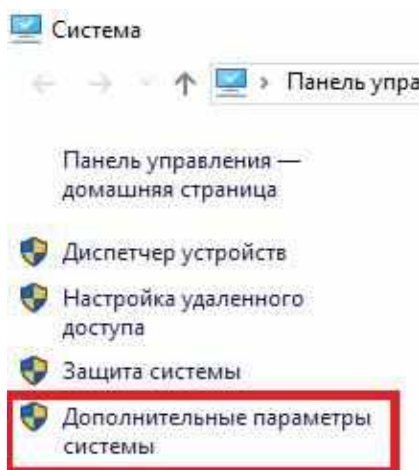 Система
Панель упра
Панель управления —
домашняя страница
Диспетчер устройств
Настройка удаленного
доступа
Защита системы
Дополнительные параметры
системы